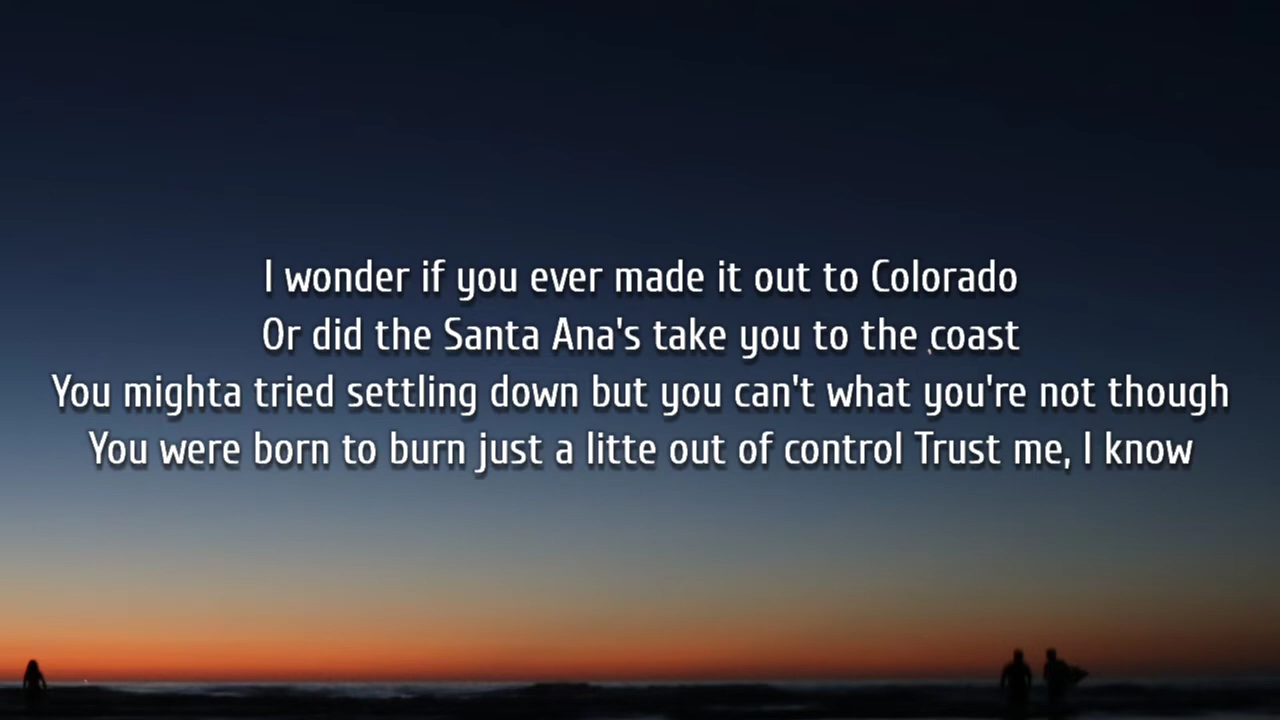 I wonder if you ever made it out to Colorado
Or did the Santa Ana's take you to the coast
You mighta tried settling down but you can't what you're not though
You were born to burn just a litte out of control Trust me, I know